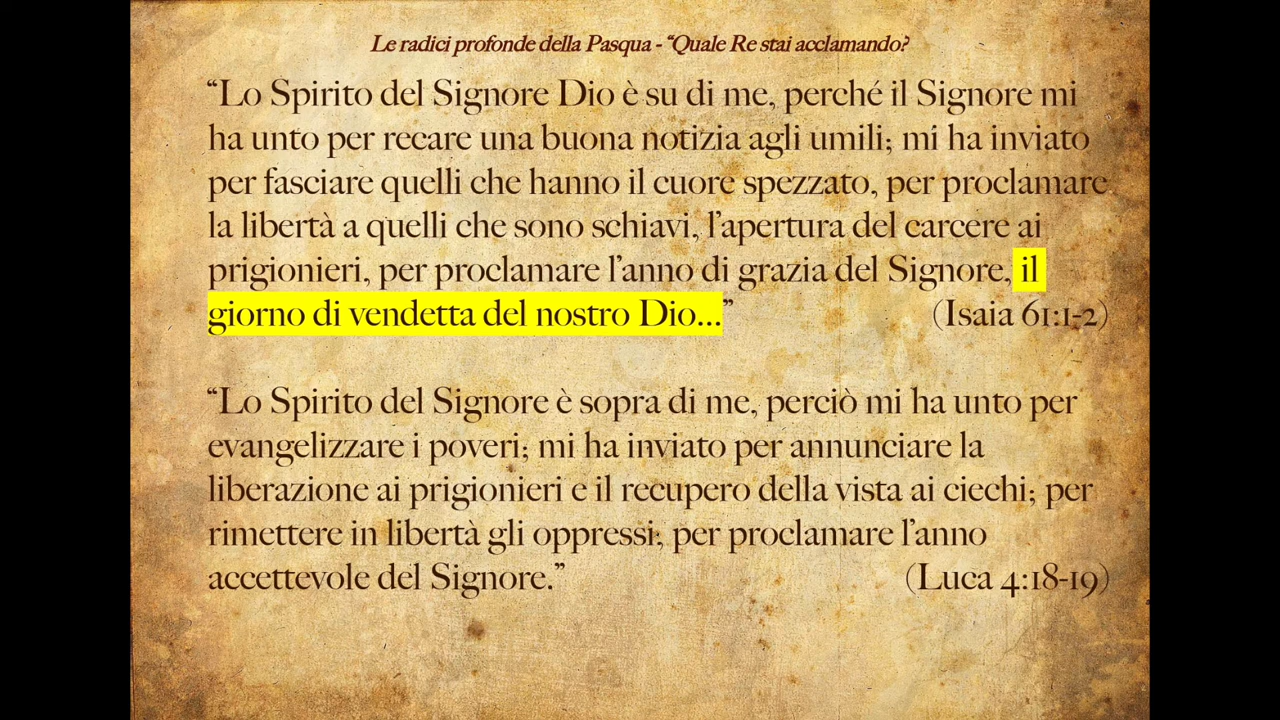 Le radici profonde della Pasqua - “Quale Re stai acclamando?
“Lo Spirito del Signore Dio è su di me, perché il Signore mi
ha unto per recare una buona notizia agli umili; mi ha inviato
per fasciare quelli che hanno il cuore spezzato, per proclamare
la libertà a quelli che sono schiavi, l’apertura del carcere ai
prigionieri, per proclamare l’anno di grazia del Signore, il
giorno di vendetta del nostro Dio...” (Isaia 61:1-2)
“Lo Spirito del Signore è sopra di me, perciò mi ha unto per
evangelizzare i poveri; mi ha inviato per annunciare la
liberazione ai prigionieri e il recupero della vista ai ciechi; per
rimettere in libertà gli oppressi, per proclamare l’anno
accettevole del Signore.” (Luca 4:18-19)